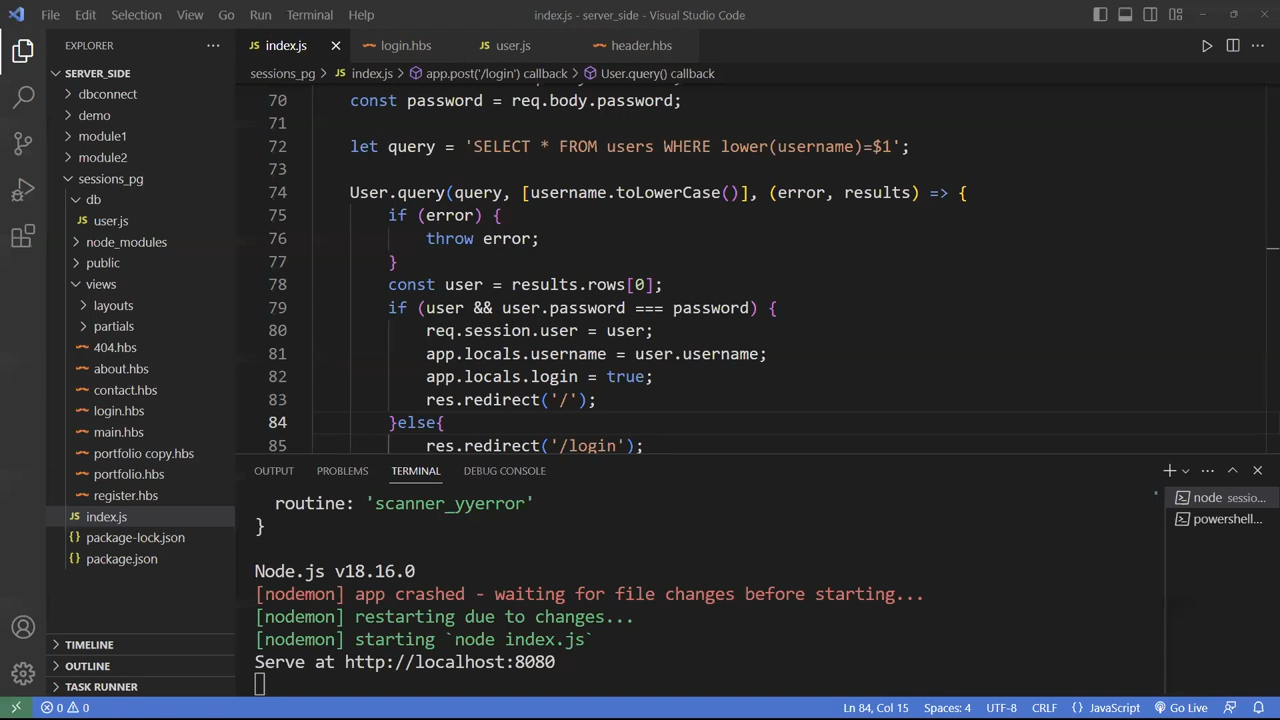 File Edit Selection View Go Run Terminal Help
index.js - server_side - Visual Studio Code
EXPLORER
SERVER_SIDE
dbconnect
demo
module1
module2
sessions_pg
db
user.js
node_modules
public
views
layouts
partials
404.hbs
about.hbs
contact.hbs
login.hbs
main.hbs
portfolio copy.hbs
portfolio.hbs
register.hbs
index.js
package-lock.json
package.json
TIMELINE
OUTLINE
TASK RUNNER
index.js login.hbs user.js header.hbs
sessions_pg > index.js > app.post('/login') callback > User.query() callback
70 const password = req.body.password;
71
72 let query = 'SELECT * FROM users WHERE lower(username)=$1';
73
74 User.query(query, [username.toLowerCase()], (error, results) => {
75 if (error) {
76 throw error;
77 }
78 const user = results.rows[0];
79 if (user && user.password === password) {
80 req.session.user = user;
81 app.locals.username = user.username;
82 app.locals.login = true;
83 res.redirect('/');
84 }else{
85 res.redirect('/login');
OUTPUT PROBLEMS TERMINAL DEBUG CONSOLE
routine: 'scanner_yyerror'
}
Node.js v18.16.0
[nodemon] app crashed - waiting for file changes before starting...
[nodemon] restarting due to changes...
[nodemon] starting `node index.js`
Serve at http://localhost:8080
node sessio...
powershell...
0 0
Ln 84, Col 15 Spaces: 4 UTF-8 CRLF {} JavaScript Go Live